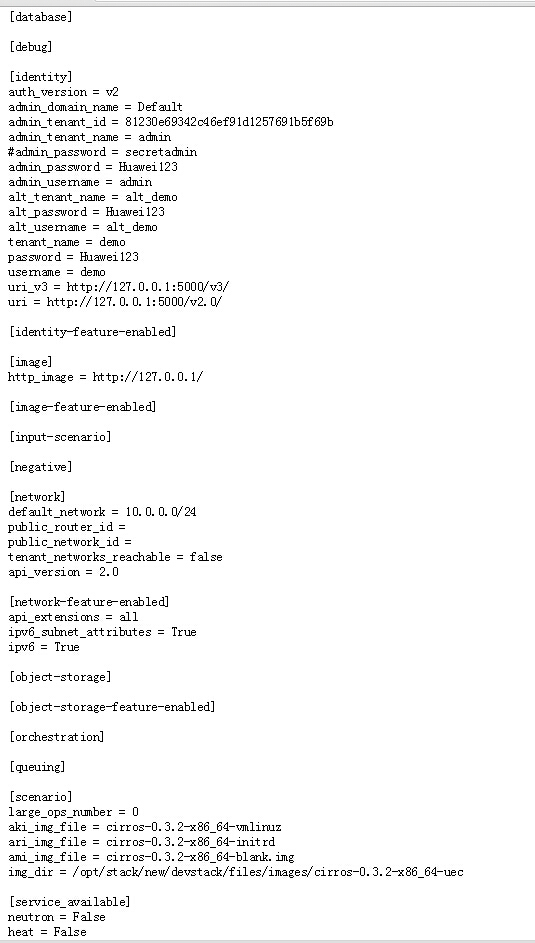 [database]
[debug]
[identity]
auth_version = v2
admin_domain_name = Default
admin_tenant_id = 81230e69342c46ef91d1257691b5f69b
admin_tenant_name = admin
#admin_password = secretadmin
admin_password = Huawei123
admin_username = admin
alt_tenant_name = alt_demo
alt_password = Huawei123
alt_username = alt_demo
tenant_name = demo
password = Huawei123
username = demo
uri_v3 = http://127.0.0.1:5000/v3/
uri = http://127.0.0.1:5000/v2.0/
[identity-feature-enabled]
[image]
http_image = http://127.0.0.1/
[image-feature-enabled]
[input-scenario]
[negative]
[network]
default_network = 10.0.0.0/24
public_router_id =
public_network_id =
tenant_networks_reachable = false
api_version = 2.0
[network-feature-enabled]
api_extensions = all
ipv6_subnet_attributes = True
ipv6 = True
[object-storage]
[object-storage-feature-enabled]
[orchestration]
[queuing]
[scenario]
large_ops_number = 0
aki_img_file = cirros-0.3.2-x86_64-vmlinuz
ari_img_file = cirros-0.3.2-x86_64-initrd
ami_img_file = cirros-0.3.2-x86_64-blank.img
img_dir = /opt/stack/new/devstack/files/images/cirros-0.3.2-x86_64-uec
[service_available]
neutron = False
heat = False